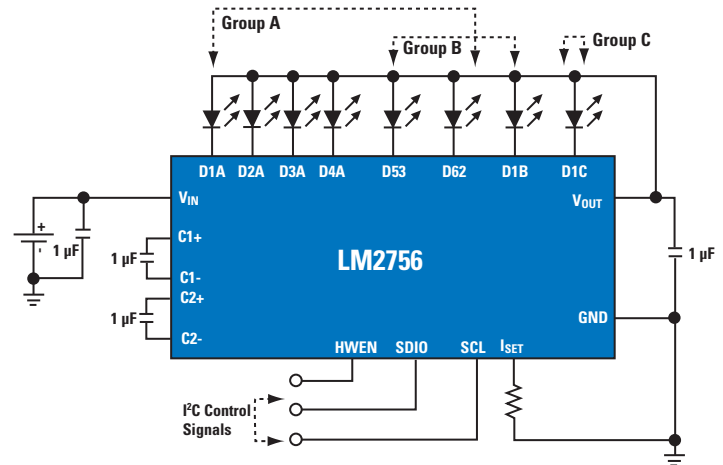 Group A
Group B
Group C
D1A D2A D3A D4A D53 D62 D1B D1C
VIN
VOUT
+
-
1 µF
C1+
1 µF
C1-
LM2756
1 µF
C2+
1 µF
C2-
GND
HWEN SDIO SCL ISET
I²C Control
Signals